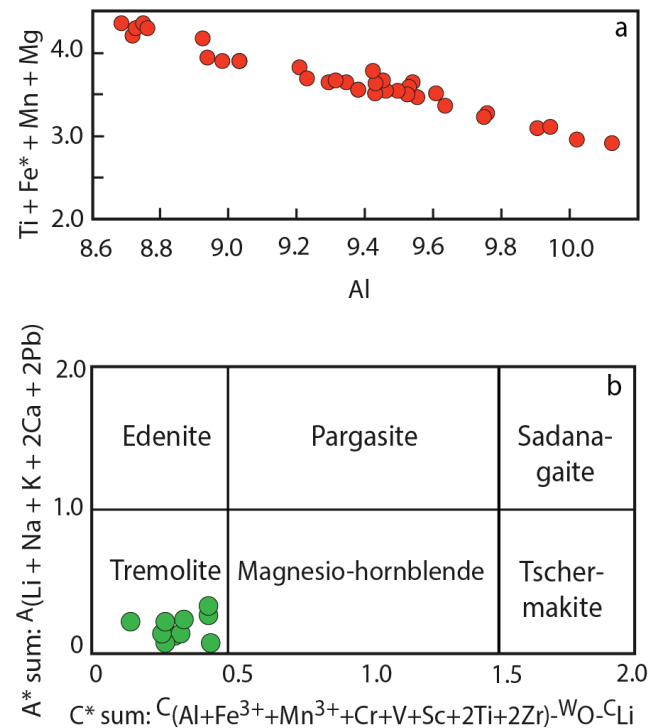 a
Ti + Fe* + Mn + Mg
4.0
3.0
2.0
8.6 8.8 9.0 9.2 9.4 9.6 9.8 10.0
Al
b
A* sum: ᴬ(Li + Na + K + 2Ca + 2Pb)
2.0
1.0
0
Edenite Pargasite Sadana-
gaite
Tremolite Magnesio-hornblende Tscher-
makite
0 0.5 1.0 1.5 2.0
C* sum: ᶜ(Al+Fe³⁺+Mn³⁺+Cr+V+Sc+2Ti+2Zr)-ᵂO-ᶜLi